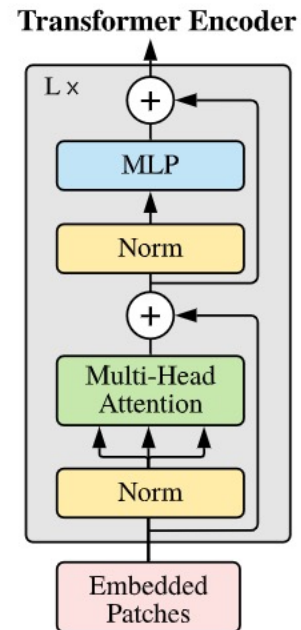 Transformer Encoder
L x
+
MLP
Norm
+
Multi-Head
Attention
Norm
Embedded
Patches